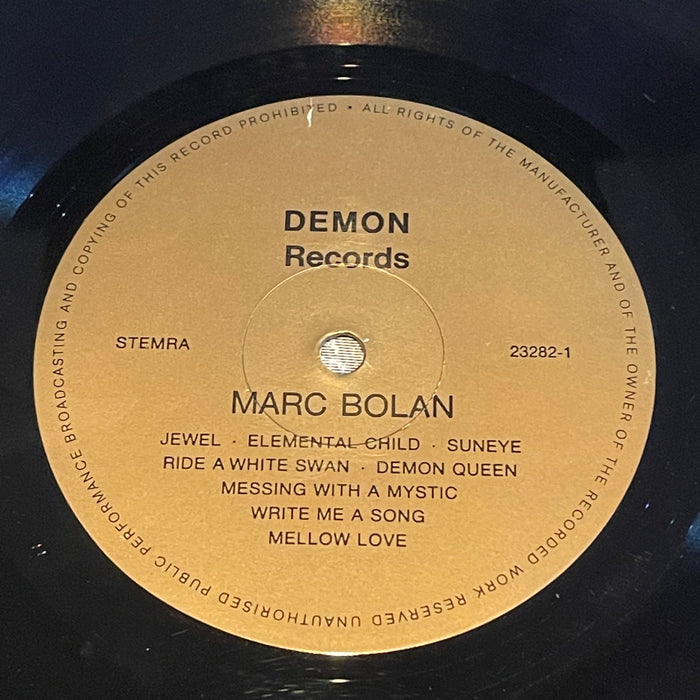 DEMON
Records
STEMRA
23282-1
MARC BOLAN
JEWEL · ELEMENTAL CHILD · SUNEYE
RIDE A WHITE SWAN · DEMON QUEEN
MESSING WITH A MYSTIC
WRITE ME A SONG
MELLOW LOVE
ALL RIGHTS OF THE MANUFACTURER AND OF THE OWNER OF THE RECORDED WORK RESERVED UNAUTHORISED PUBLIC PERFORMANCE BROADCASTING AND COPYING OF THIS RECORD PROHIBITED ·